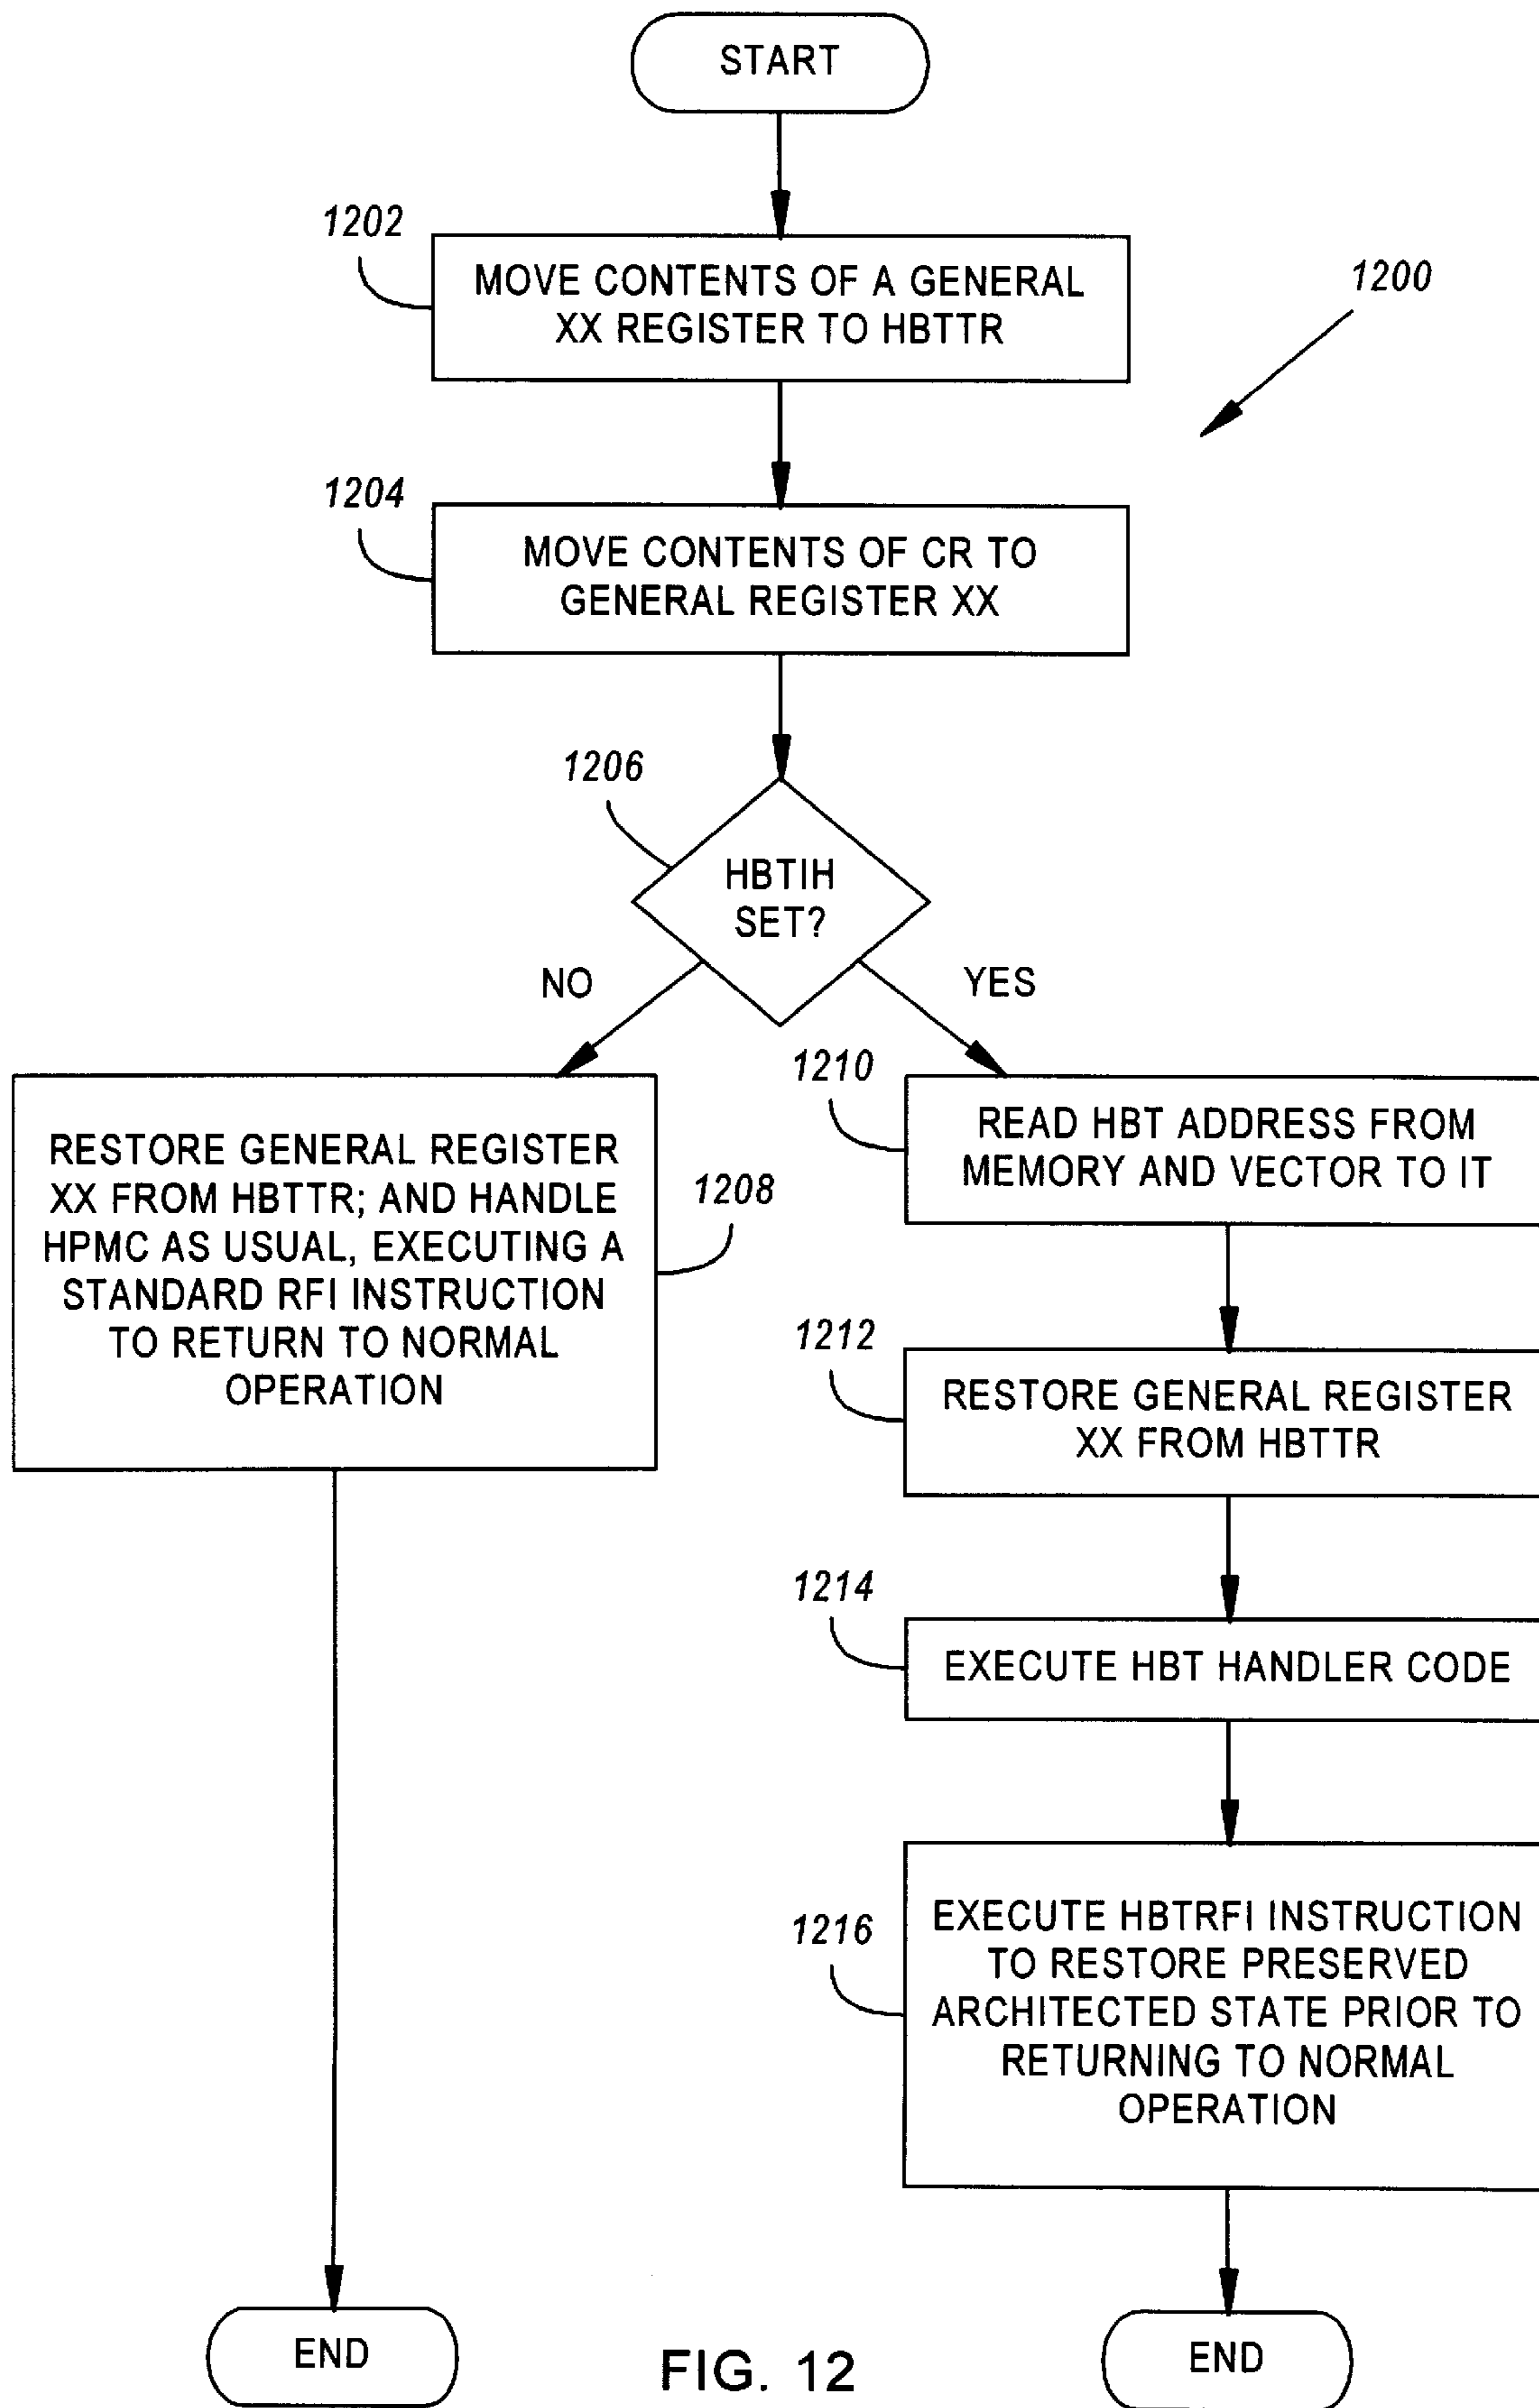 START
1202
MOVE CONTENTS OF A GENERAL
XX REGISTER TO HBTTR
1200
1204
MOVE CONTENTS OF CR TO
GENERAL REGISTER XX
1206
HBTIH
SET?
NO
YES
RESTORE GENERAL REGISTER
XX FROM HBTTR; AND HANDLE
HPMC AS USUAL, EXECUTING A
STANDARD RFI INSTRUCTION
TO RETURN TO NORMAL
OPERATION
1208
1210
READ HBT ADDRESS FROM
MEMORY AND VECTOR TO IT
1212
RESTORE GENERAL REGISTER
XX FROM HBTTR
1214
EXECUTE HBT HANDLER CODE
1216
EXECUTE HBTRFI INSTRUCTION
TO RESTORE PRESERVED
ARCHITECTED STATE PRIOR TO
RETURNING TO NORMAL
OPERATION
END
END
FIG. 12